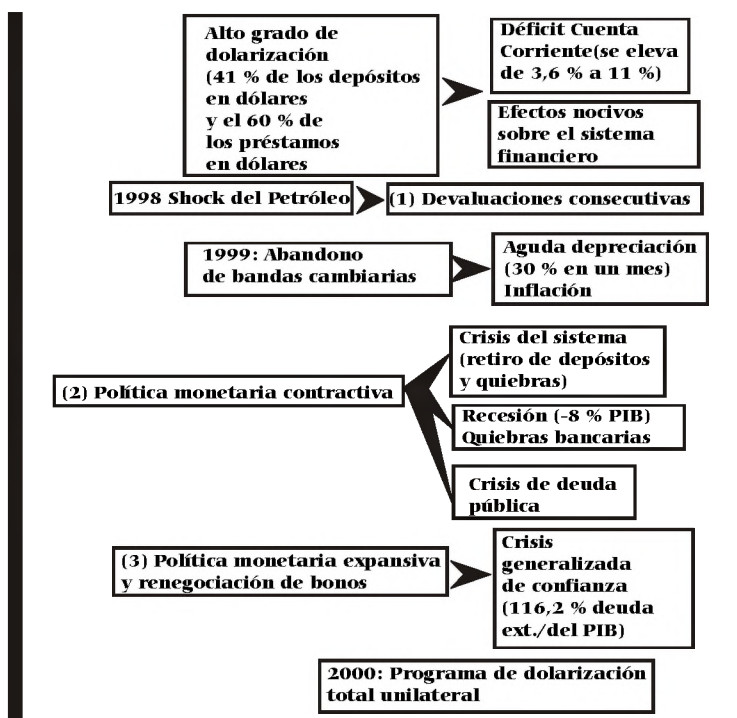 Alto grado de
dolarización
(41 % de los depósitos
en dólares
y el 60 % de
los préstamos
en dólares
Déficit Cuenta
Corriente(se eleva
de 3,6 % a 11 %)
Efectos nocivos
sobre el sistema
financiero
1998 Shock del Petróleo
(1) Devaluaciones consecutivas
1999: Abandono
de bandas cambiarias
Aguda depreciación
(30 % en un mes)
Inflación
(2) Política monetaria contractiva
Crisis del sistema
(retiro de depósitos
y quiebras)
Recesión (-8 % PIB)
Quiebras bancarias
Crisis de deuda
pública
(3) Política monetaria expansiva
y renegociación de bonos
Crisis
generalizada
de confianza
(116,2 % deuda
ext./del PIB)
2000: Programa de dolarización
total unilateral